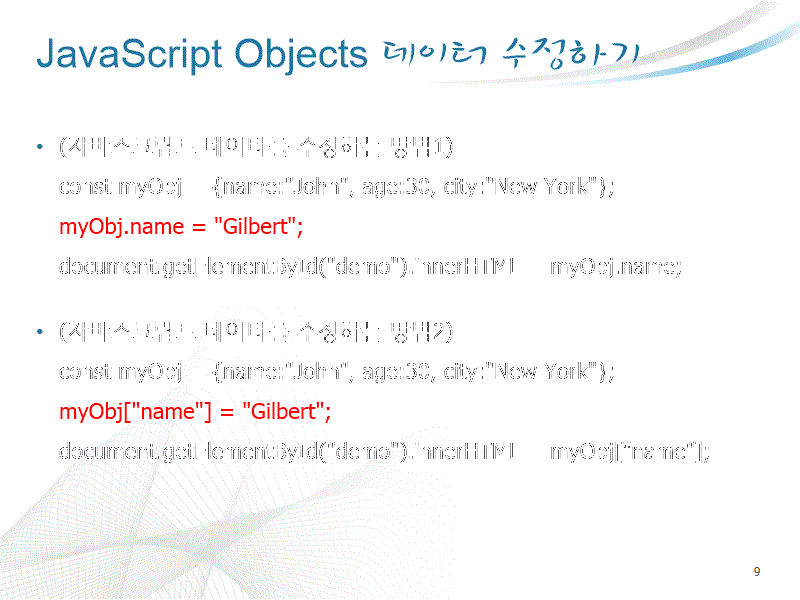 JavaScript Objects 데이터 수정하기
• (자바스크립트 데이터를 수정하는 방법1)
const myObj = {name:"John", age:30, city:"New York"};
myObj.name = "Gilbert";
document.getElementById("demo").innerHTML = myObj.name;
• (자바스크립트 데이터를 수정하는 방법2)
const myObj = {name:"John", age:30, city:"New York"};
myObj["name"] = "Gilbert";
document.getElementById("demo").innerHTML = myObj["name"];
9